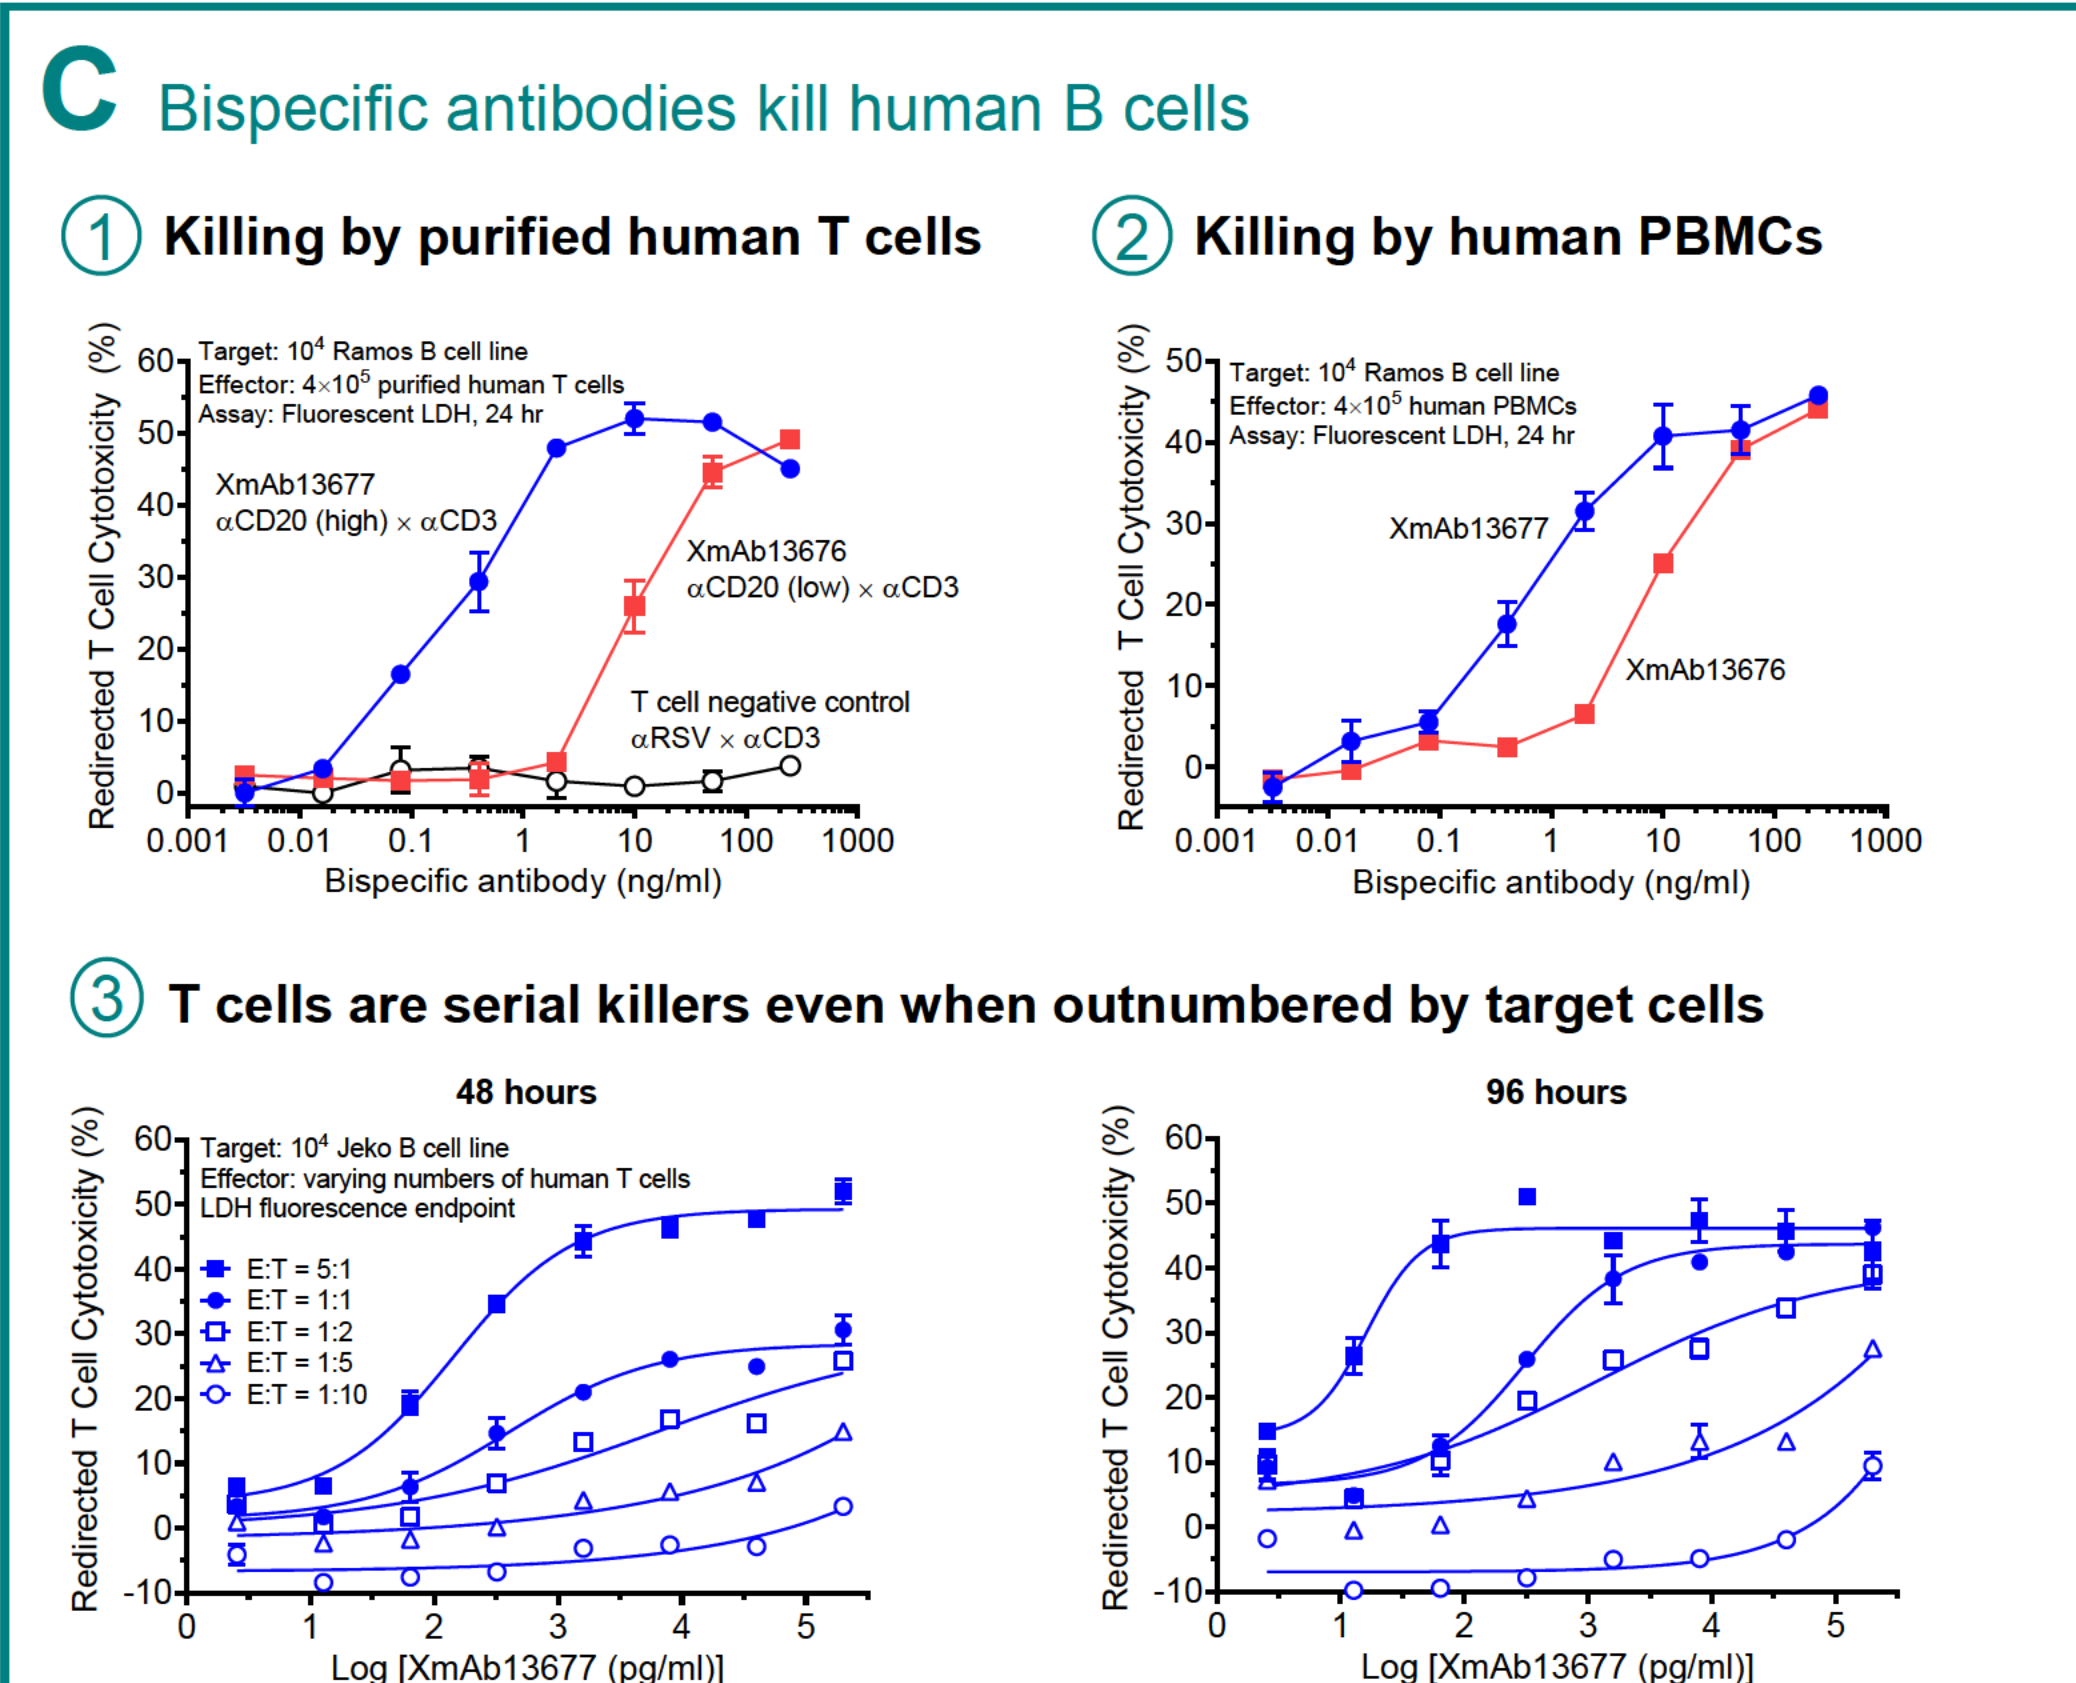 C Bispecific antibodies kill human B cells
1 Killing by purified human T cells
Redirected T Cell Cytotoxicity (%)
60
50
40
30
20
10
0
Target: 10⁴ Ramos B cell line
Effector: 4×10⁵ purified human T cells
Assay: Fluorescent LDH, 24 hr
XmAb13677
αCD20 (high) × αCD3
XmAb13676
αCD20 (low) × αCD3
T cell negative control
αRSV × αCD3
0.001 0.01 0.1 1 10 100 1000
Bispecific antibody (ng/ml)
2 Killing by human PBMCs
Redirected T Cell Cytotoxicity (%)
50
40
30
20
10
0
Target: 10⁴ Ramos B cell line
Effector: 4×10⁵ human PBMCs
Assay: Fluorescent LDH, 24 hr
XmAb13677
XmAb13676
0.001 0.01 0.1 1 10 100 1000
Bispecific antibody (ng/ml)
3 T cells are serial killers even when outnumbered by target cells
48 hours
Redirected T Cell Cytotoxicity (%)
60
50
40
30
20
10
0
-10
Target: 10⁴ Jeko B cell line
Effector: varying numbers of human T cells
LDH fluorescence endpoint
E:T = 5:1
E:T = 1:1
E:T = 1:2
E:T = 1:5
E:T = 1:10
0 1 2 3 4 5
Log [XmAb13677 (pg/ml)]
96 hours
Redirected T Cell Cytotoxicity (%)
60
50
40
30
20
10
0
-10
0 1 2 3 4 5
Log [XmAb13677 (pg/ml)]